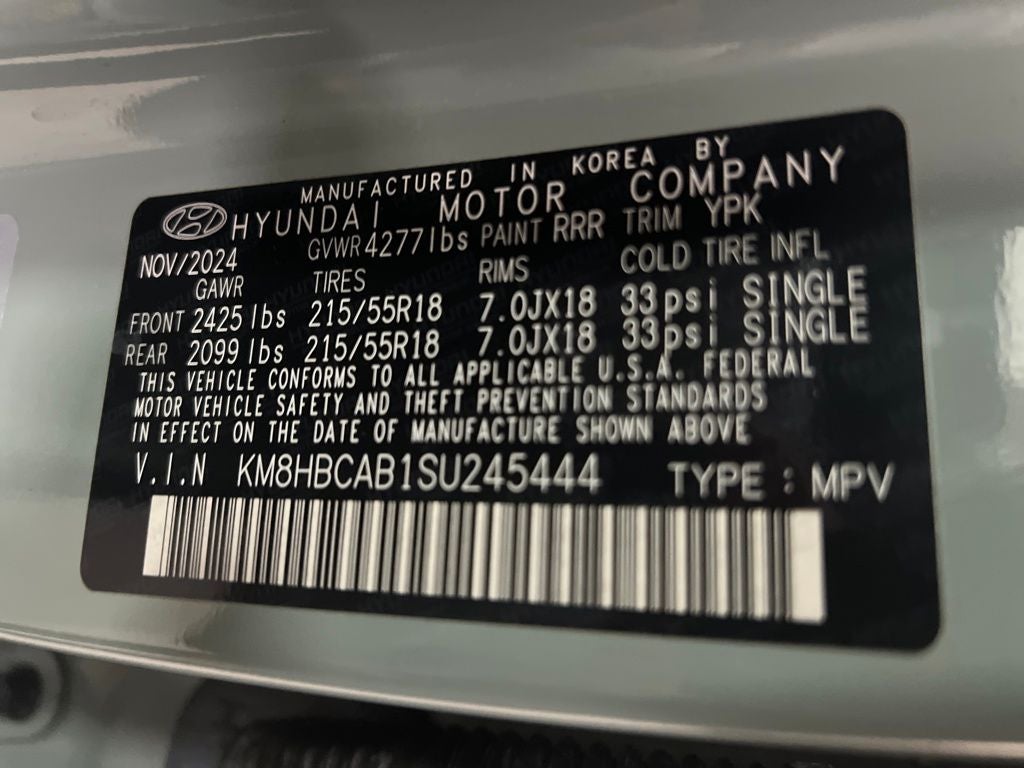 MANUFACTURED IN KOREA BY
HYUNDAI MOTOR COMPANY
NOV/2024 GVWR 4277lbs PAINT RRR TRIM YPK
GAWR TIRES RIMS COLD TIRE INFL
FRONT 2425 lbs 215/55R18 7.0JX18 33psi SINGLE
REAR 2099 lbs 215/55R18 7.0JX18 33psi SINGLE
THIS VEHICLE CONFORMS TO ALL APPLICABLE U.S.A. FEDERAL
MOTOR VEHICLE SAFETY AND THEFT PREVENTION STANDARDS
IN EFFECT ON THE DATE OF MANUFACTURE SHOWN ABOVE
V.I.N KM8HBCAB1SU245444 TYPE : MPV